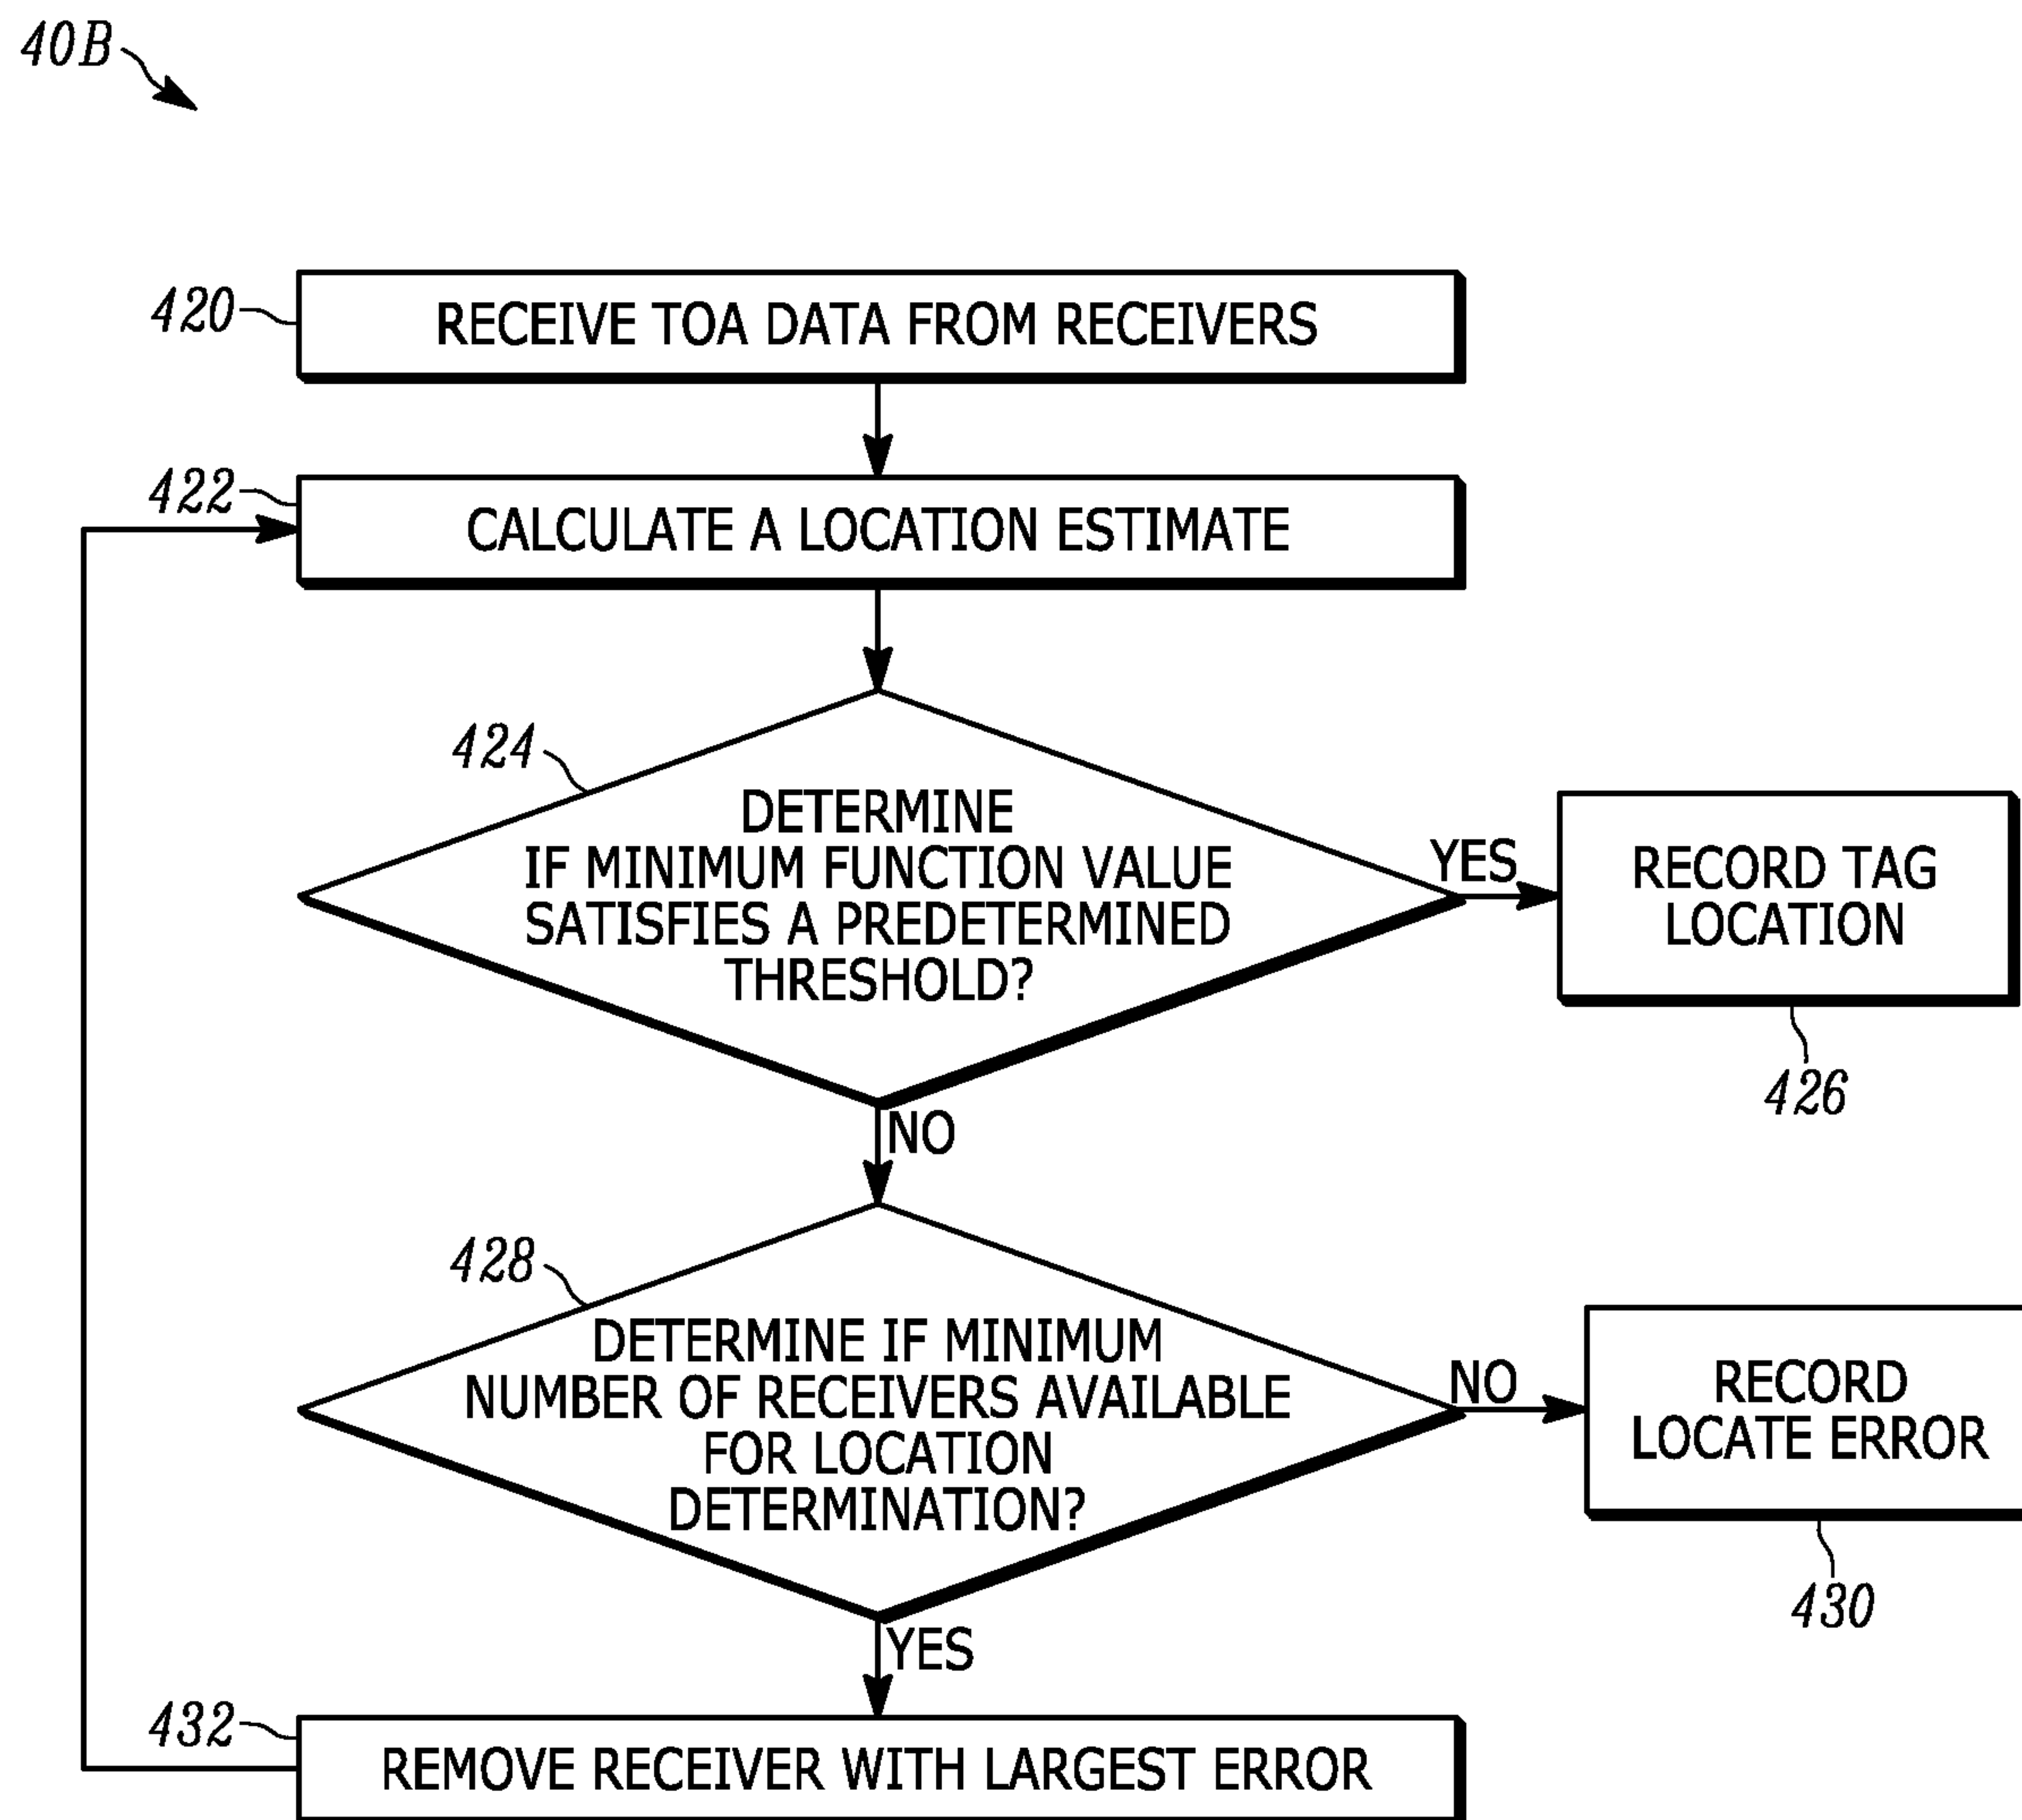 40B
420
RECEIVE TOA DATA FROM RECEIVERS
422
CALCULATE A LOCATION ESTIMATE
424
DETERMINE
IF MINIMUM FUNCTION VALUE
SATISFIES A PREDETERMINED
THRESHOLD?
YES
RECORD TAG
LOCATION
426
NO
428
DETERMINE IF MINIMUM
NUMBER OF RECEIVERS AVAILABLE
FOR LOCATION
DETERMINATION?
NO
RECORD
LOCATE ERROR
430
YES
432
REMOVE RECEIVER WITH LARGEST ERROR